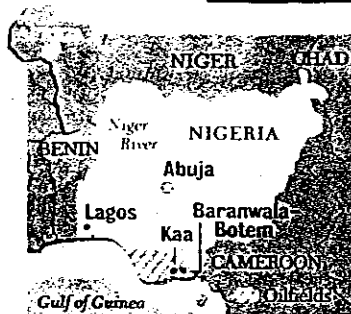 NIGER
CHAD
Niger
River
NIGERIA
BENIN
Abuja
Lagos
Baranwala-
Botem
Kaa
CAMEROON
Gulf of Guinea
Oilfields